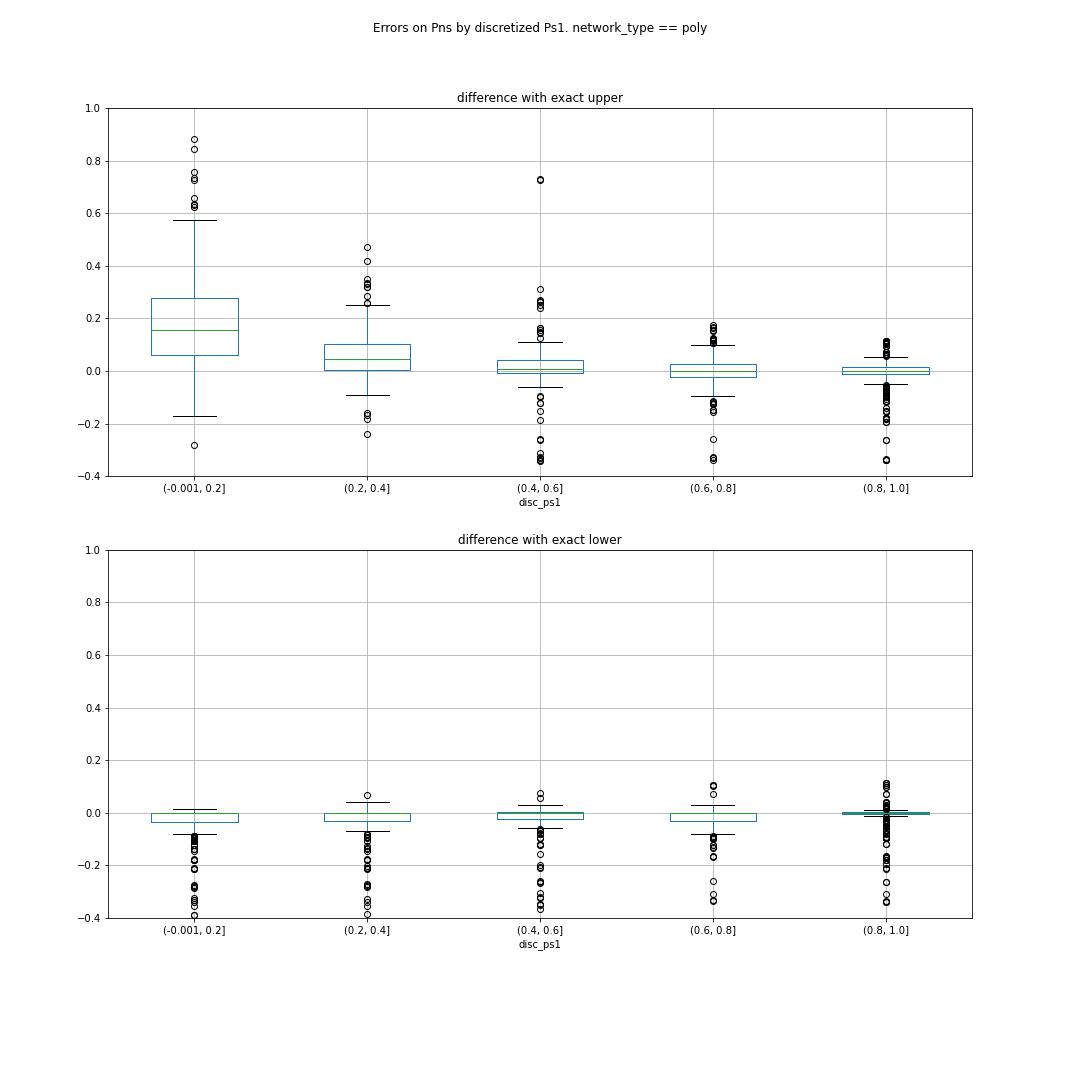 Errors on Pns by discretized Ps1. network_type == poly
difference with exact upper
1.0
0.8
0.6
0.4
0.2
0.0
−0.2
−0.4
(-0.001, 0.2] (0.2, 0.4] (0.4, 0.6] (0.6, 0.8] (0.8, 1.0]
disc_ps1
difference with exact lower
1.0
0.8
0.6
0.4
0.2
0.0
−0.2
−0.4
(-0.001, 0.2] (0.2, 0.4] (0.4, 0.6] (0.6, 0.8] (0.8, 1.0]
disc_ps1